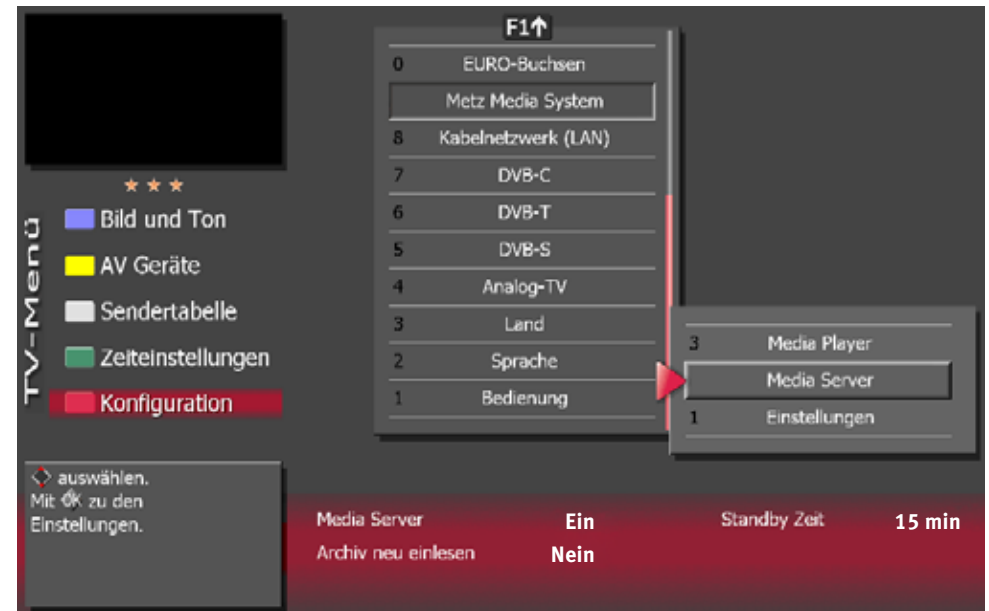 F1↑
0 EURO-Buchsen
Metz Media System
8 Kabelnetzwerk (LAN)
7 DVB-C
6 DVB-T
5 DVB-S
4 Analog-TV
3 Land
2 Sprache
1 Bedienung
3 Media Player
Media Server
1 Einstellungen
TV-Menü
Bild und Ton
AV Geräte
Sendertabelle
Zeiteinstellungen
Konfiguration
auswählen.
Mit OK zu den
Einstellungen.
Media Server Ein Standby Zeit 15 min
Archiv neu einlesen Nein